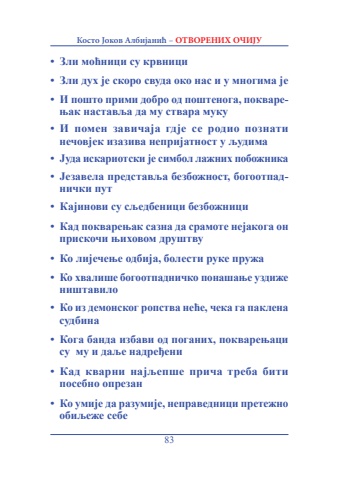 Косто Јоков Албијанић – ОТВОРЕНИХ ОЧИЈУ
• Зли моћници су крвници
• Зли дух је скоро свуда око нас и у многима је
• И пошто прими добро од поштенога, покваре-
њак наставља да му ствара муку
• И помен завичаја гдје се родио познати
нечовјек изазива непријатност у људима
• Јуда искариотски је симбол лажних побожника
• Језавела представља безбожност, богоотпад-
нички пут
• Кајинови су сљедбеници безбожници
• Кад покварењак сазна да срамоте нејакога он
прискочи њиховом друштву
• Ко лијечење одбија, болести руке пружа
• Ко хвалише богоотпадничко понашање уздиже
ништавило
• Ко из демонског ропства неће, чека га паклена
судбина
• Кога банда избави од поганих, покварењаци
су му и даље надређени
• Кад кварни најљепше прича треба бити
посебно опрезан
• Ко умије да разумије, неправедници претежно
обиљеже себе
83